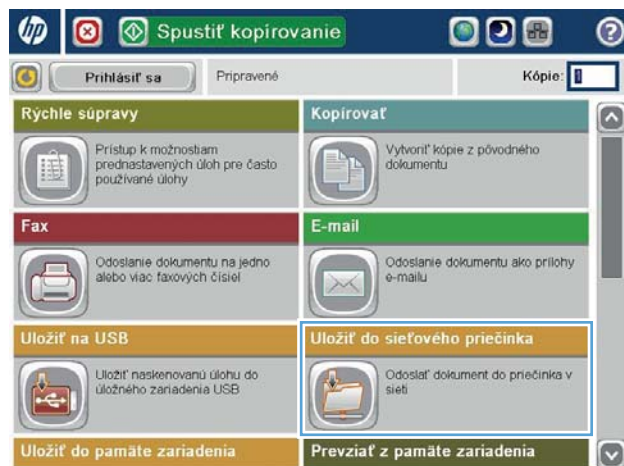 hp
Spustiť kopírovanie
?
Prihlásiť sa
Pripravené
Kópie: 1
Rýchle súpravy
Prístup k možnostiam
prednastavených úloh pre často
používané úlohy
Kopírovať
Vytvoriť kópie z pôvodného
dokumentu
Fax
Odoslanie dokumentu na jedno
alebo viac faxových čísiel
E-mail
Odoslanie dokumentu ako prílohy
e-mailu
Uložiť na USB
Uložiť naskenovanú úlohu do
úložného zariadenia USB
Uložiť do sieťového priečinka
Odoslať dokument do priečinka v
sieti
Uložiť do pamäte zariadenia
Prevziať z pamäte zariadenia